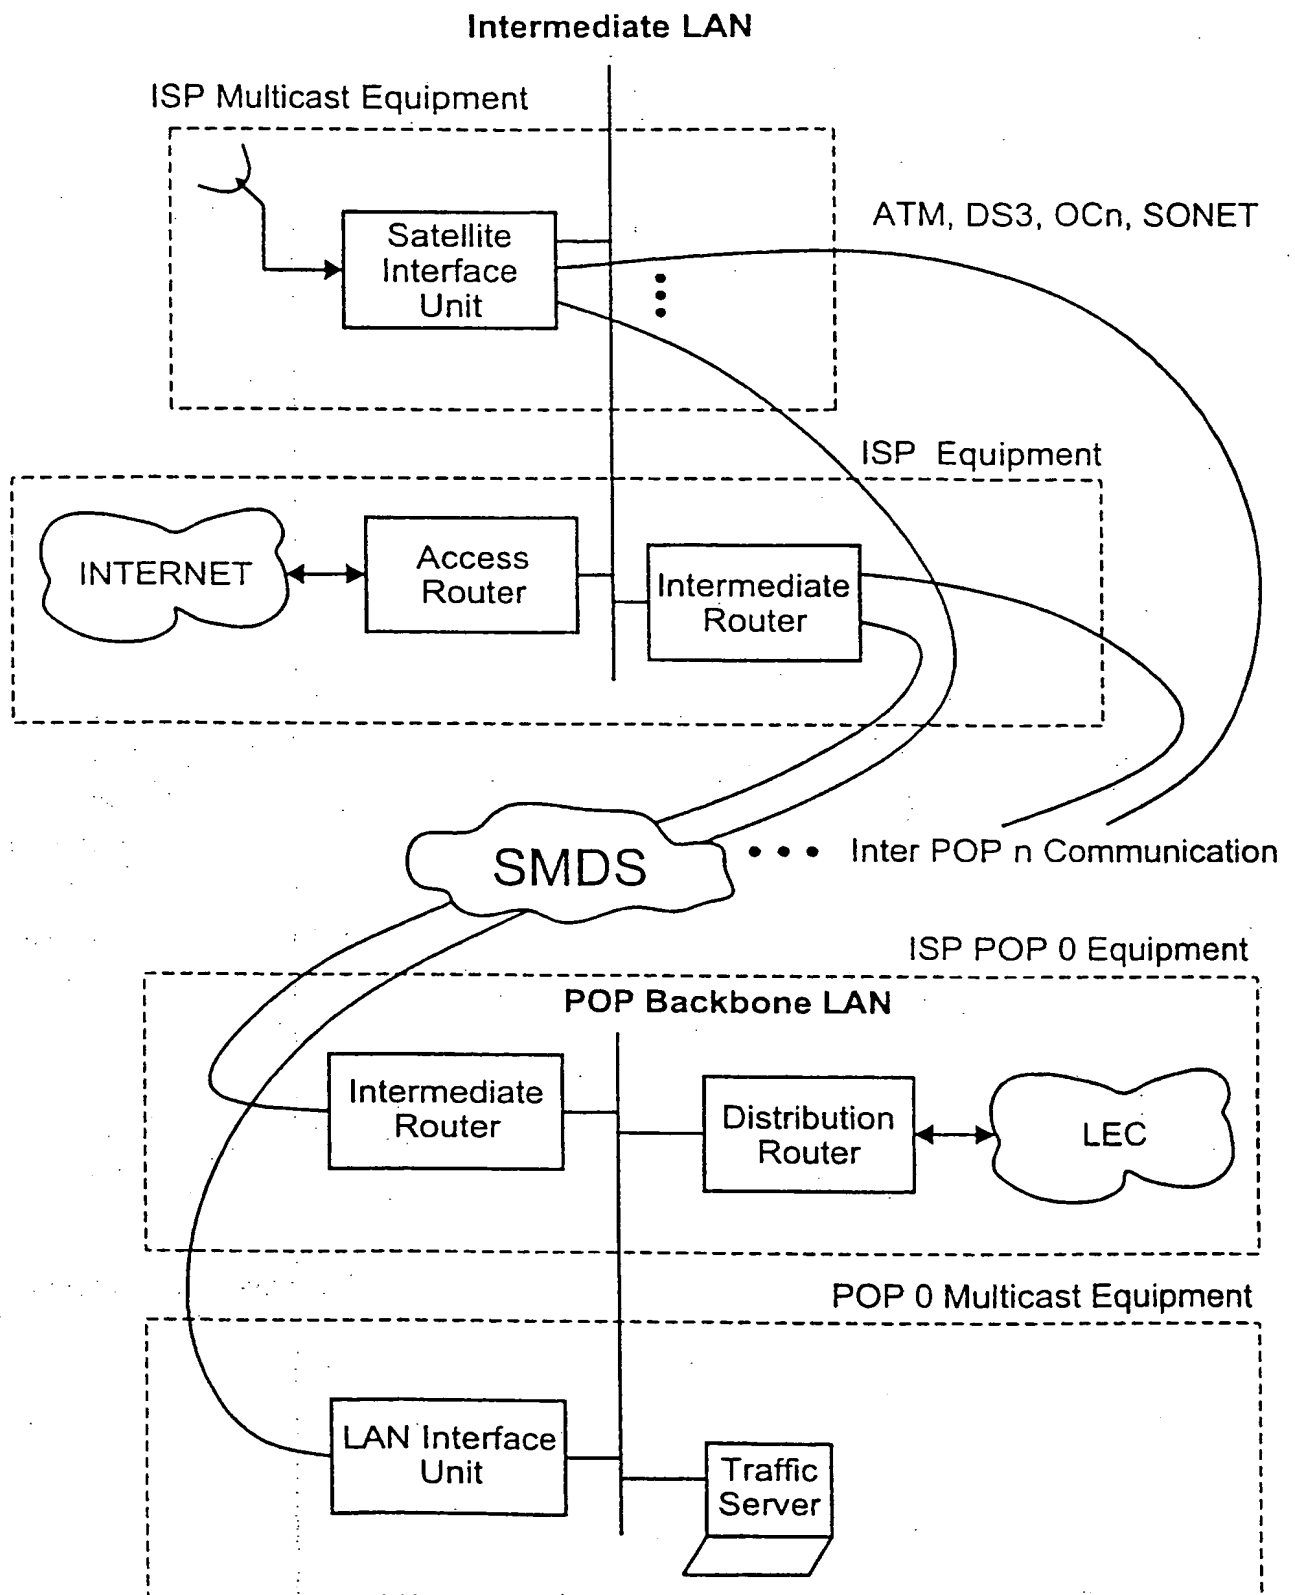 Intermediate LAN
ISP Multicast Equipment
ATM, DS3, OCn, SONET
Satellite
Interface
Unit
ISP Equipment
INTERNET
Access
Router
Intermediate
Router
SMDS
Inter POP n Communication
ISP POP 0 Equipment
POP Backbone LAN
Intermediate
Router
Distribution
Router
LEC
POP 0 Multicast Equipment
LAN Interface
Unit
Traffic
Server